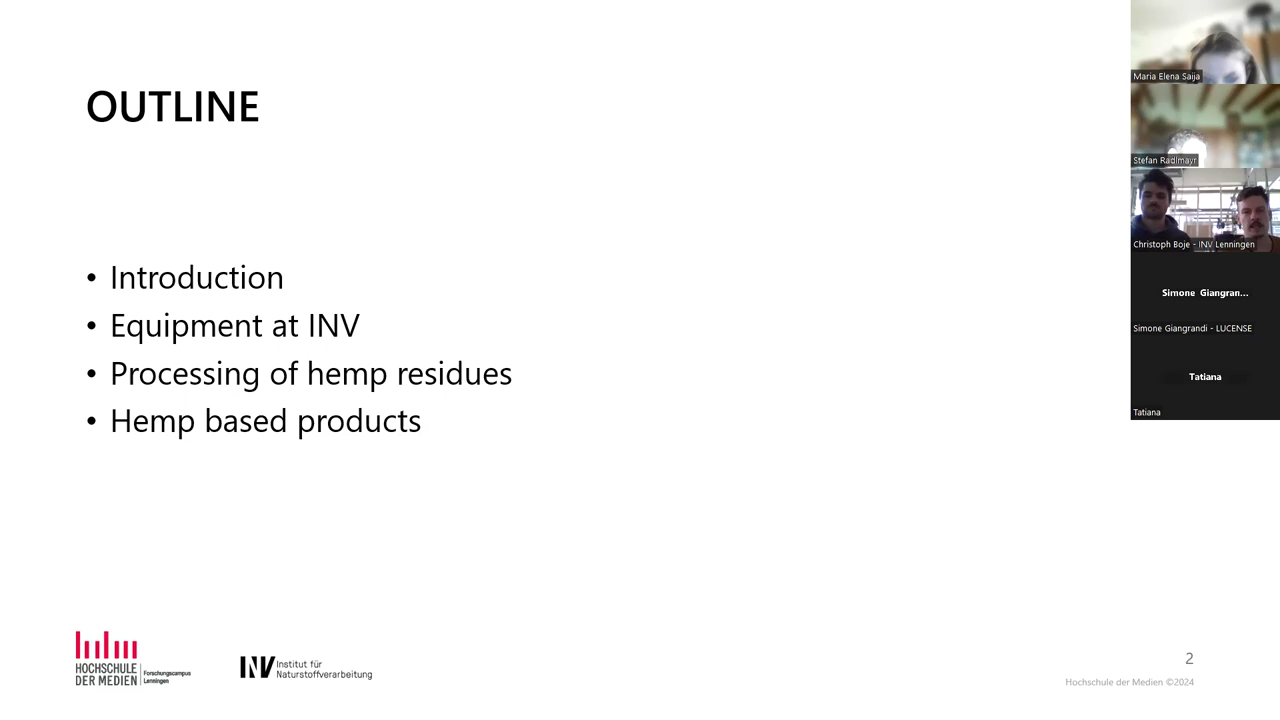 OUTLINE
• Introduction
• Equipment at INV
• Processing of hemp residues
• Hemp based products
Maria Elena Saija
Stefan Radlmayr
Christoph Boje - INV Lenningen
Simone Giangran...
Simone Giangrandi - LUCENSE
Tatiana
Tatiana
HOCHSCHULE
DER MEDIEN
Forschungscampus
Lenningen
INV
Institut für
Naturstoffverarbeitung
2
Hochschule der Medien ©2024